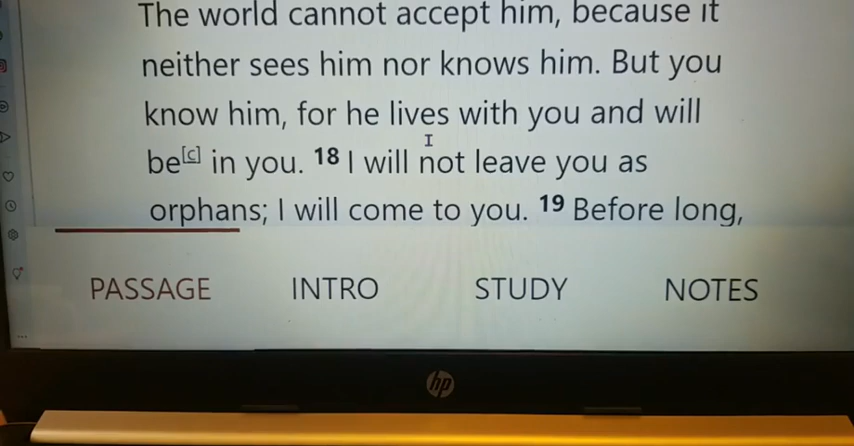 The world cannot accept him, because it
neither sees him nor knows him. But you
know him, for he lives with you and will
be[c] in you. 18 I will not leave you as
orphans; I will come to you. 19 Before long,
PASSAGE INTRO STUDY NOTES
hp